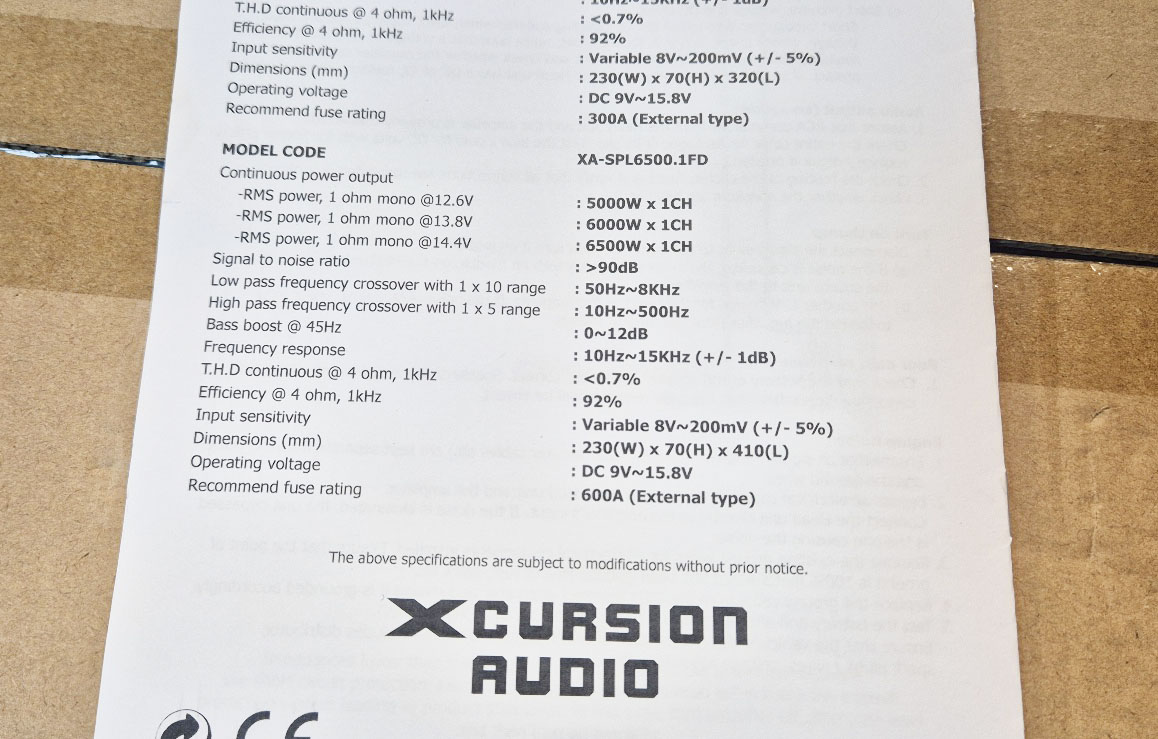 T.H.D continuous @ 4 ohm, 1kHz : <0.7%
Efficiency @ 4 ohm, 1kHz : 92%
Input sensitivity : Variable 8V~200mV (+/- 5%)
Dimensions (mm) : 230(W) x 70(H) x 320(L)
Operating voltage : DC 9V~15.8V
Recommend fuse rating : 300A (External type)
MODEL CODE XA-SPL6500.1FD
Continuous power output
-RMS power, 1 ohm mono @12.6V : 5000W x 1CH
-RMS power, 1 ohm mono @13.8V : 6000W x 1CH
-RMS power, 1 ohm mono @14.4V : 6500W x 1CH
Signal to noise ratio : >90dB
Low pass frequency crossover with 1 x 10 range : 50Hz~8KHz
High pass frequency crossover with 1 x 5 range : 10Hz~500Hz
Bass boost @ 45Hz : 0~12dB
Frequency response : 10Hz~15KHz (+/- 1dB)
T.H.D continuous @ 4 ohm, 1kHz : <0.7%
Efficiency @ 4 ohm, 1kHz : 92%
Input sensitivity : Variable 8V~200mV (+/- 5%)
Dimensions (mm) : 230(W) x 70(H) x 410(L)
Operating voltage : DC 9V~15.8V
Recommend fuse rating : 600A (External type)
The above specifications are subject to modifications without prior notice.
XCURSION
AUDIO
CE